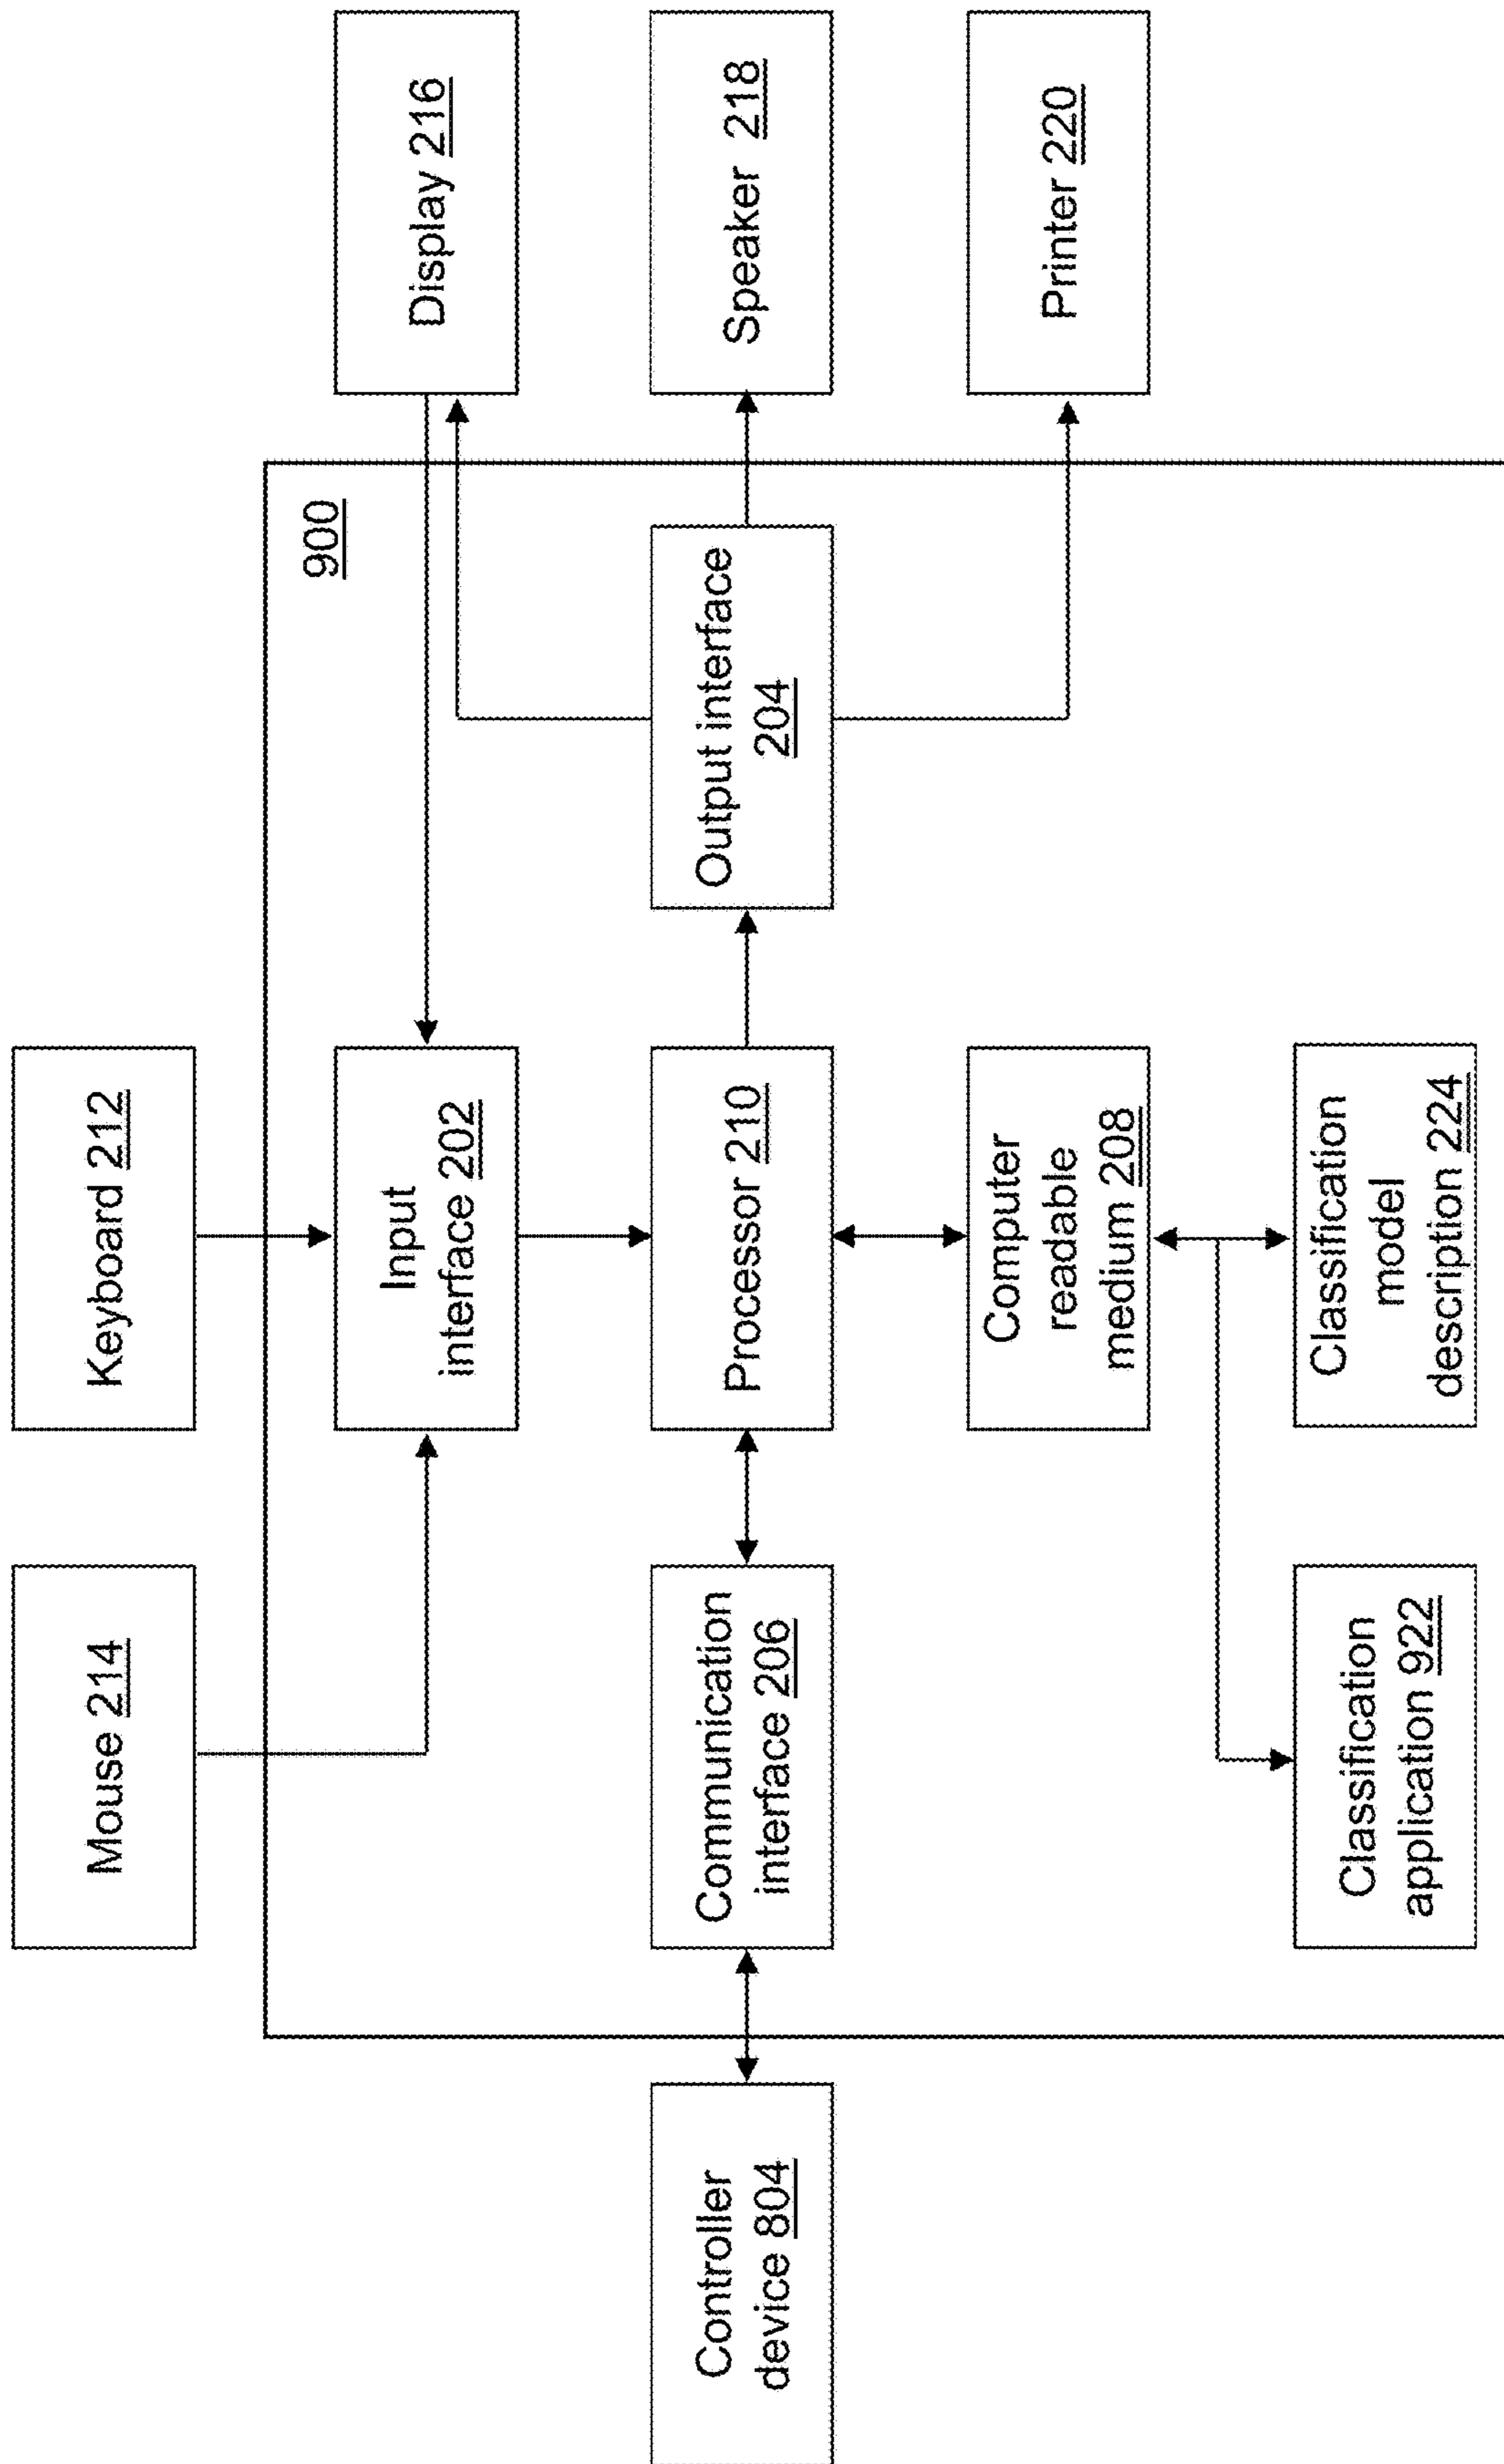 Mouse 214
Keyboard 212
900
Input
interface 202
Display 216
Controller
device 804
Communication
interface 206
Processor 210
Output interface
204
Speaker 218
Computer
readable
medium 208
Printer 220
Classification
application 922
Classification
model
description 224